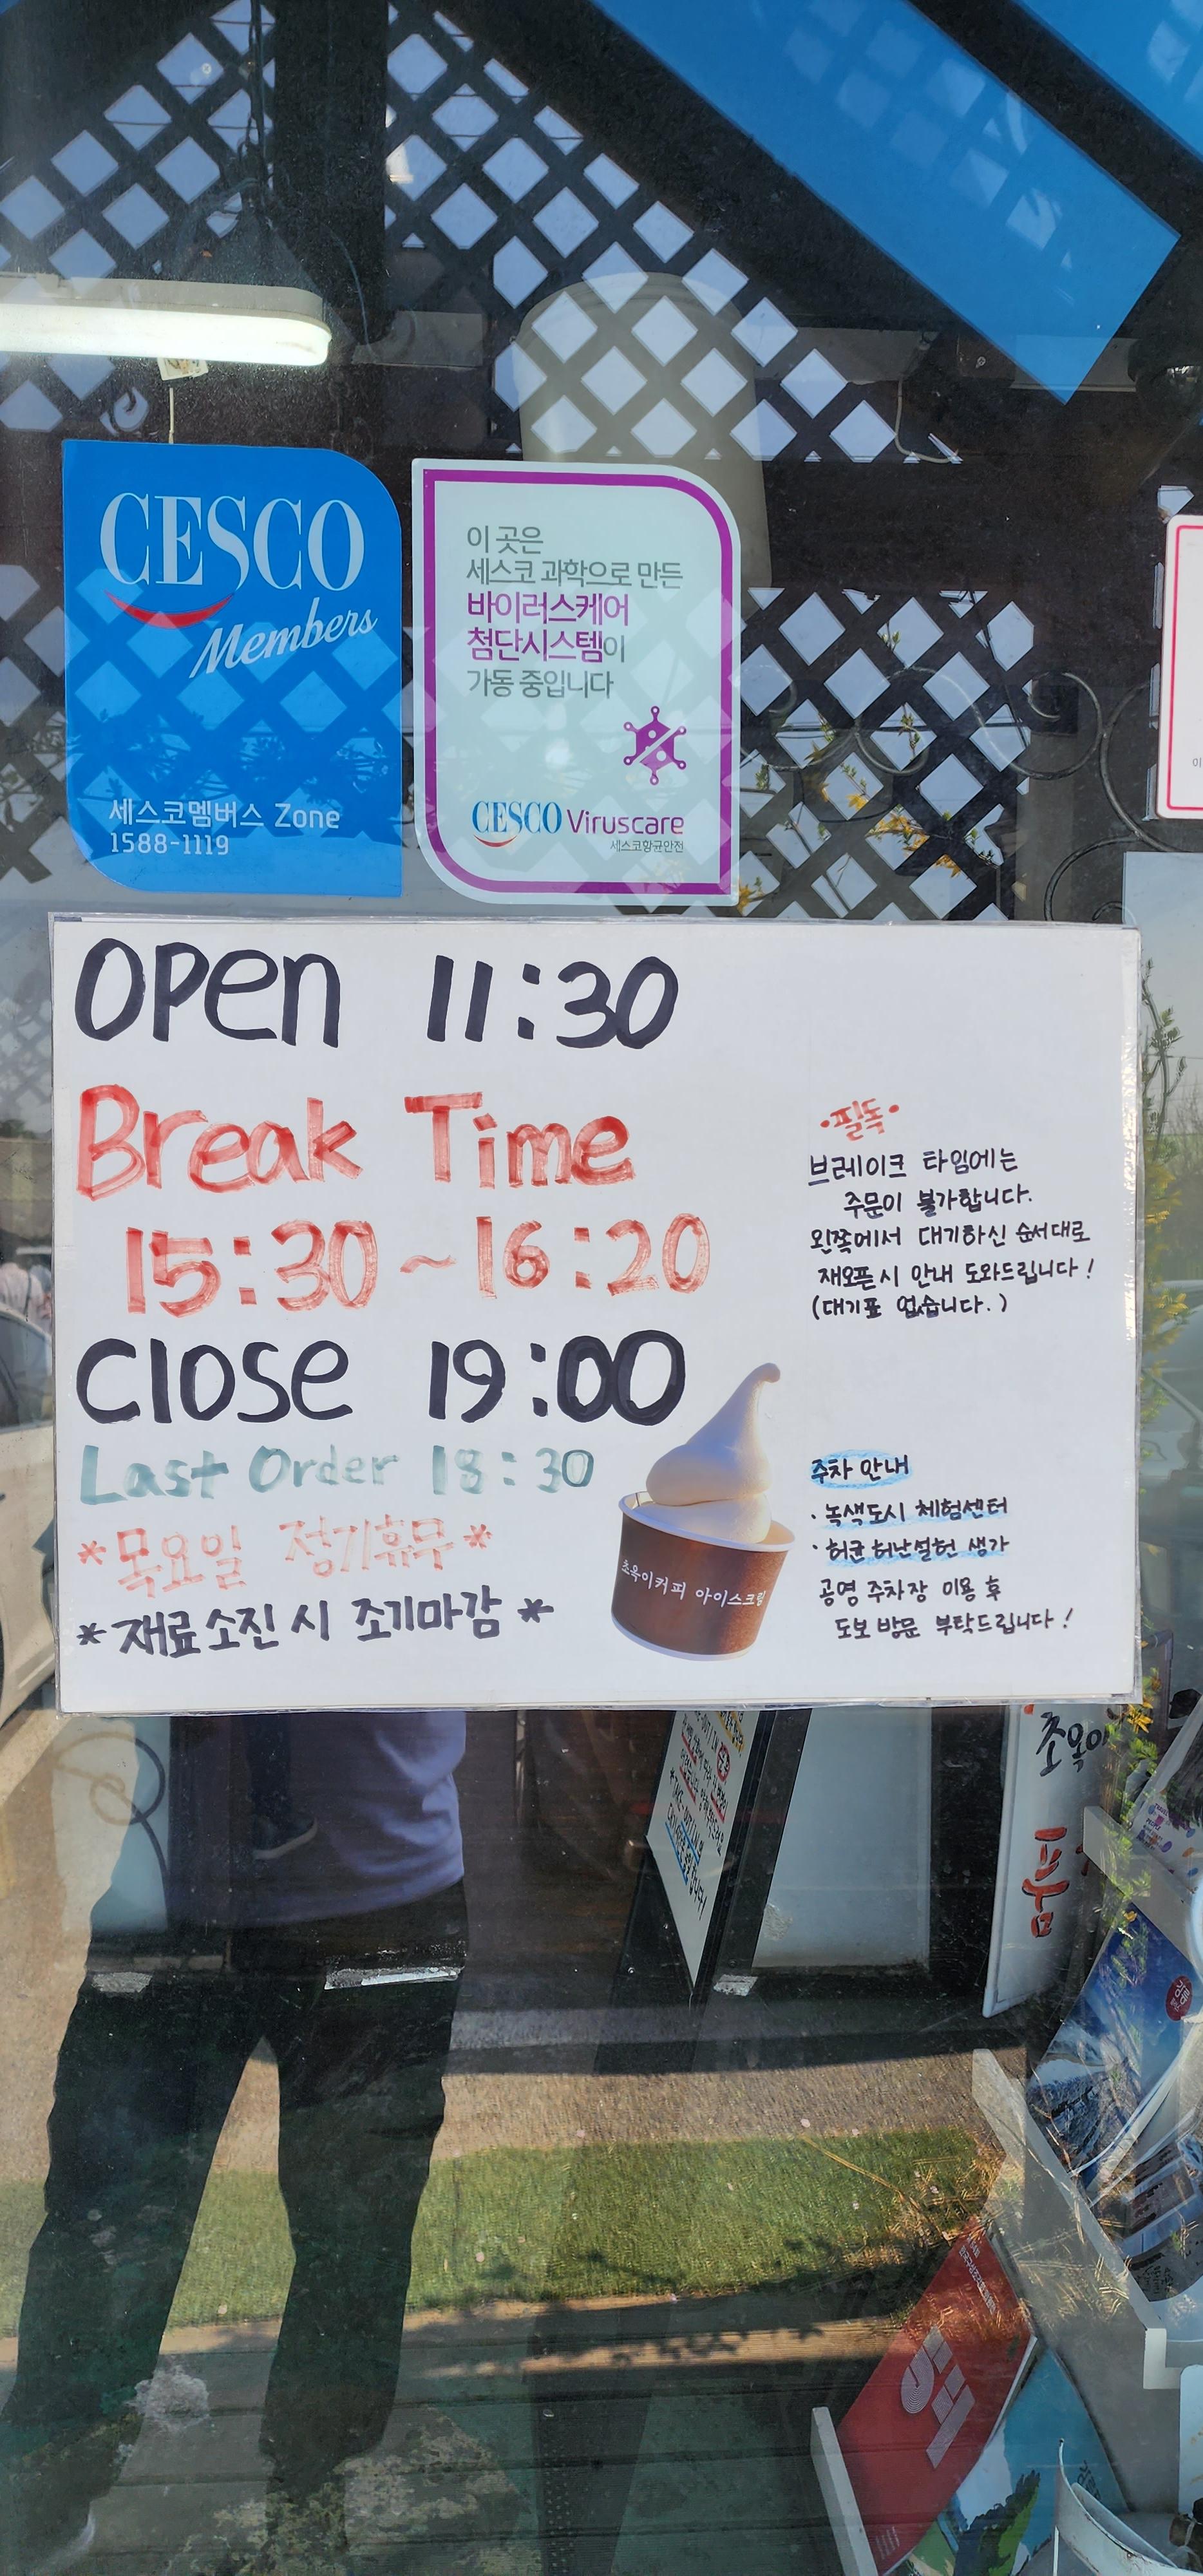 CESCO
Members
세스코멤버스 Zone
1588-1119
이 곳은
세스코 과학으로 만든
바이러스케어
첨단시스템이
가동 중입니다
CESCO Viruscare
세스코항균안전
Open 11:30
Break Time
15:30~16:20
Close 19:00
Last Order 18:30
*목요일 정기휴무*
*재료소진 시 조기마감*
•필독•
브레이크 타임에는
주문이 불가합니다.
왼쪽에서 대기하신 순서대로
재오픈시 안내 도와드립니다!
(대기표 없습니다.)
초옥이커피 아이스크림
주차 안내
·녹색도시 체험센터
·허균 허난설헌 생가
공영 주차장 이용 후
도보 방문 부탁드립니다!